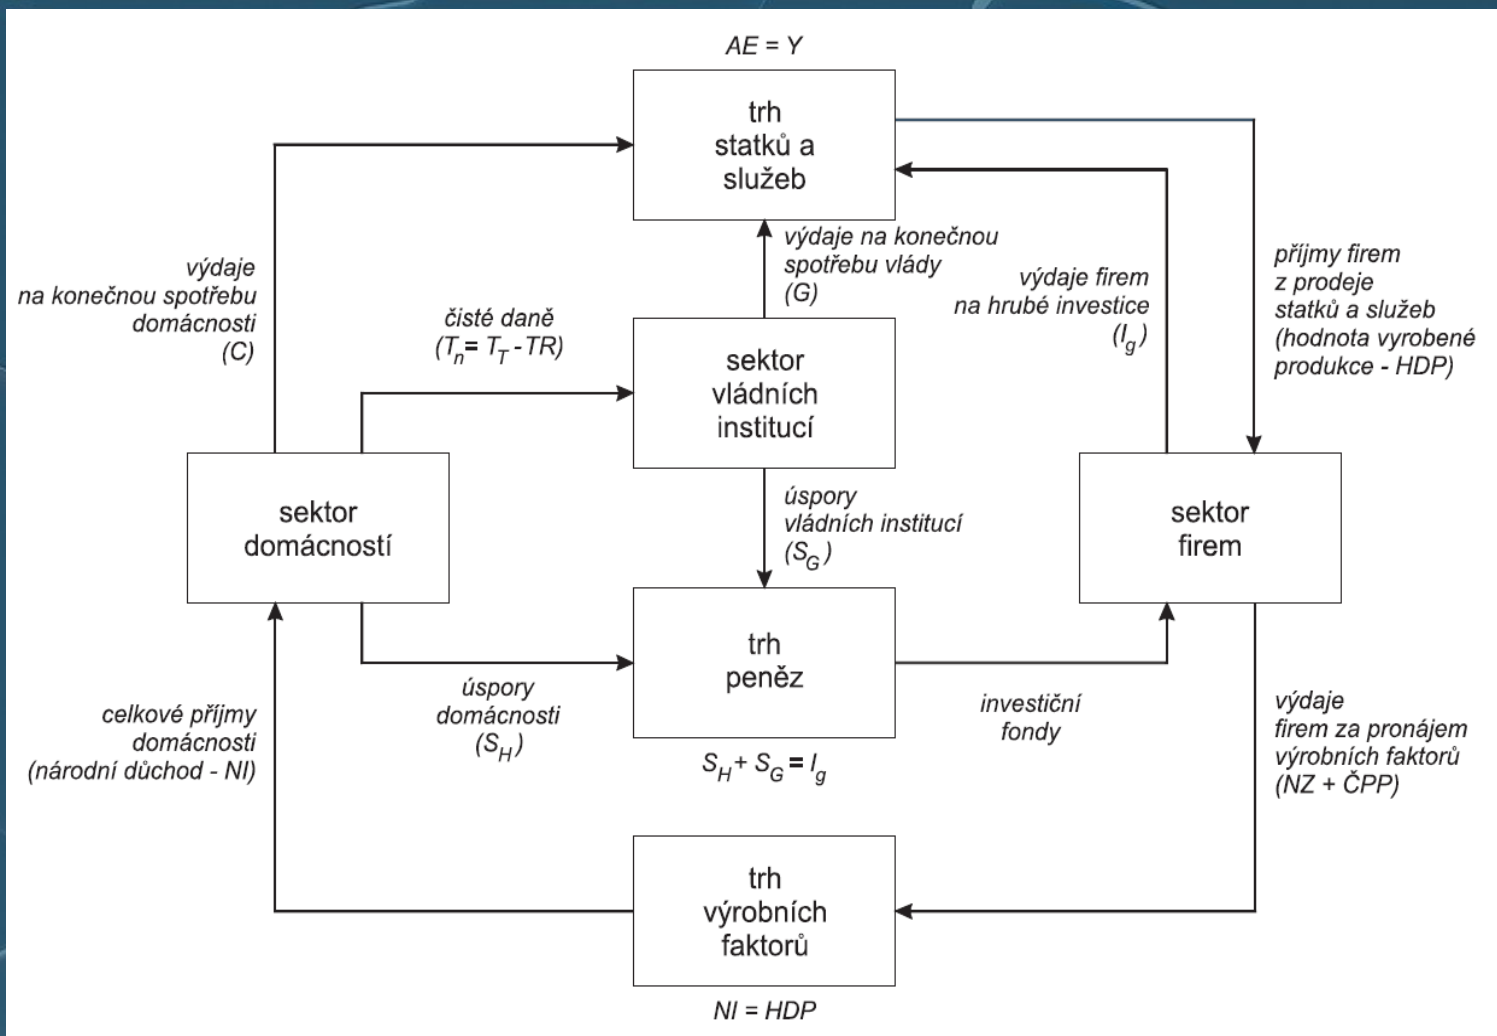 AE = Y
trh
statků a
služeb
výdaje
na konečnou spotřebu
domácnosti
(C)
čisté daně
(Tn= TT -TR)
výdaje na konečnou
spotřebu vlády
(G)
výdaje firem
na hrubé investice
(Ig)
příjmy firem
z prodeje
statků a služeb
(hodnota vyrobené
produkce - HDP)
sektor
vládních
institucí
sektor
domácností
úspory
vládních institucí
(SG)
sektor
firem
celkové příjmy
domácnosti
(národní důchod - NI)
úspory
domácnosti
(SH)
trh
peněz
SH + SG = Ig
investiční
fondy
výdaje
firem za pronájem
výrobních faktorů
(NZ + ČPP)
trh
výrobních
faktorů
NI = HDP